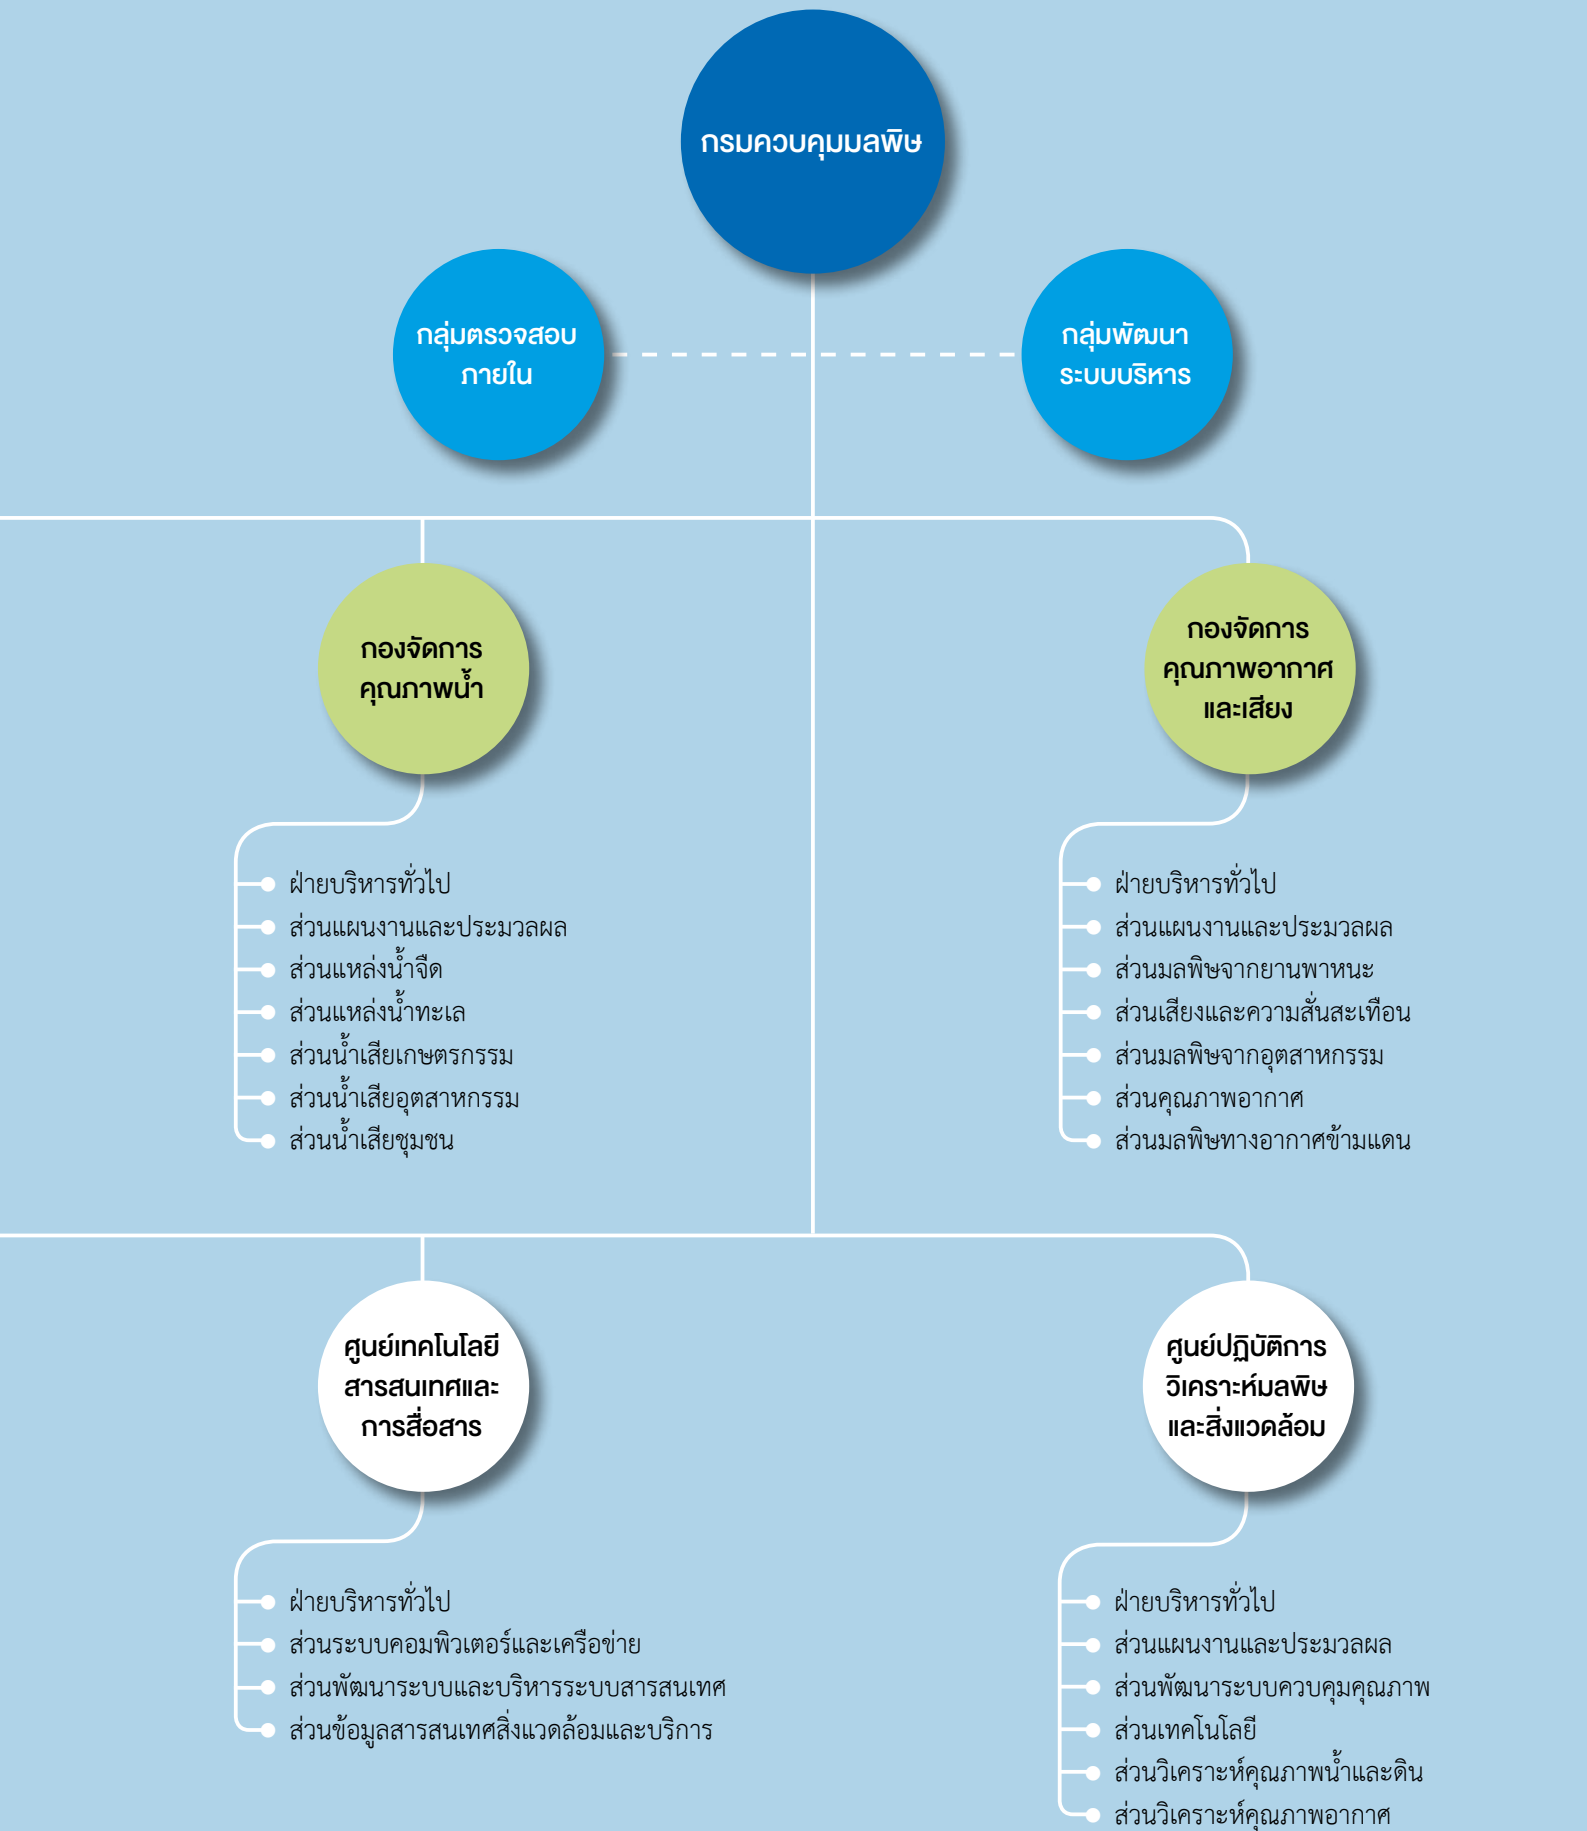 กรมควบคุมมลพิษ
กลุ่มตรวจสอบ
ภายใน
กลุ่มพัฒนา
ระบบบริหาร
กองจัดการ
คุณภาพน้ำ
ฝ่ายบริหารทั่วไป
ส่วนแผนงานและประมวลผล
ส่วนแหล่งน้ำจืด
ส่วนแหล่งน้ำทะเล
ส่วนน้ำเสียเกษตรกรรม
ส่วนน้ำเสียอุตสาหกรรม
ส่วนน้ำเสียชุมชน
กองจัดการ
คุณภาพอากาศ
และเสียง
ฝ่ายบริหารทั่วไป
ส่วนแผนงานและประมวลผล
ส่วนมลพิษจากยานพาหนะ
ส่วนเสียงและความสั่นสะเทือน
ส่วนมลพิษจากอุตสาหกรรม
ส่วนคุณภาพอากาศ
ส่วนมลพิษทางอากาศข้ามแดน
ศูนย์เทคโนโลยี
สารสนเทศและ
การสื่อสาร
ฝ่ายบริหารทั่วไป
ส่วนระบบคอมพิวเตอร์และเครือข่าย
ส่วนพัฒนาระบบและบริหารระบบสารสนเทศ
ส่วนข้อมูลสารสนเทศสิ่งแวดล้อมและบริการ
ศูนย์ปฏิบัติการ
วิเคราะห์มลพิษ
และสิ่งแวดล้อม
ฝ่ายบริหารทั่วไป
ส่วนแผนงานและประมวลผล
ส่วนพัฒนาระบบควบคุมคุณภาพ
ส่วนเทคโนโลยี
ส่วนวิเคราะห์คุณภาพน้ำและดิน
ส่วนวิเคราะห์คุณภาพอากาศ